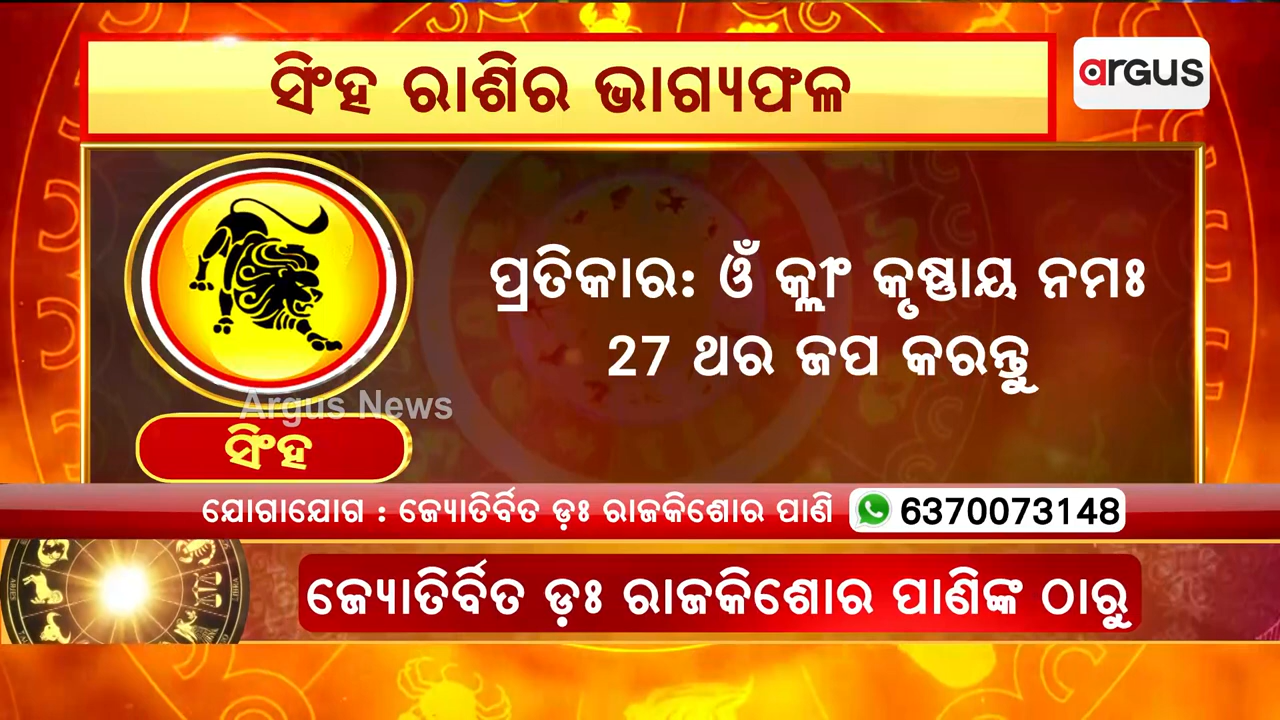 ସିଂହ ରାଶିର ଭାଗ୍ୟଫଳ
argus
ପ୍ରତିକାର: ଓଁ କ୍ଲୀଂ କୃଷ୍ଣାୟ ନମଃ
27 ଥର ଜପ କରନ୍ତୁ
Argus News
ସିଂହ
ଯୋଗାଯୋଗ : ଜ୍ୟୋତିର୍ବିତ ଡ଼ଃ ରାଜକିଶୋର ପାଣି 6370073148
ଜ୍ୟୋତିର୍ବିତ ଡ଼ଃ ରାଜକିଶୋର ପାଣିଙ୍କ ଠାରୁ